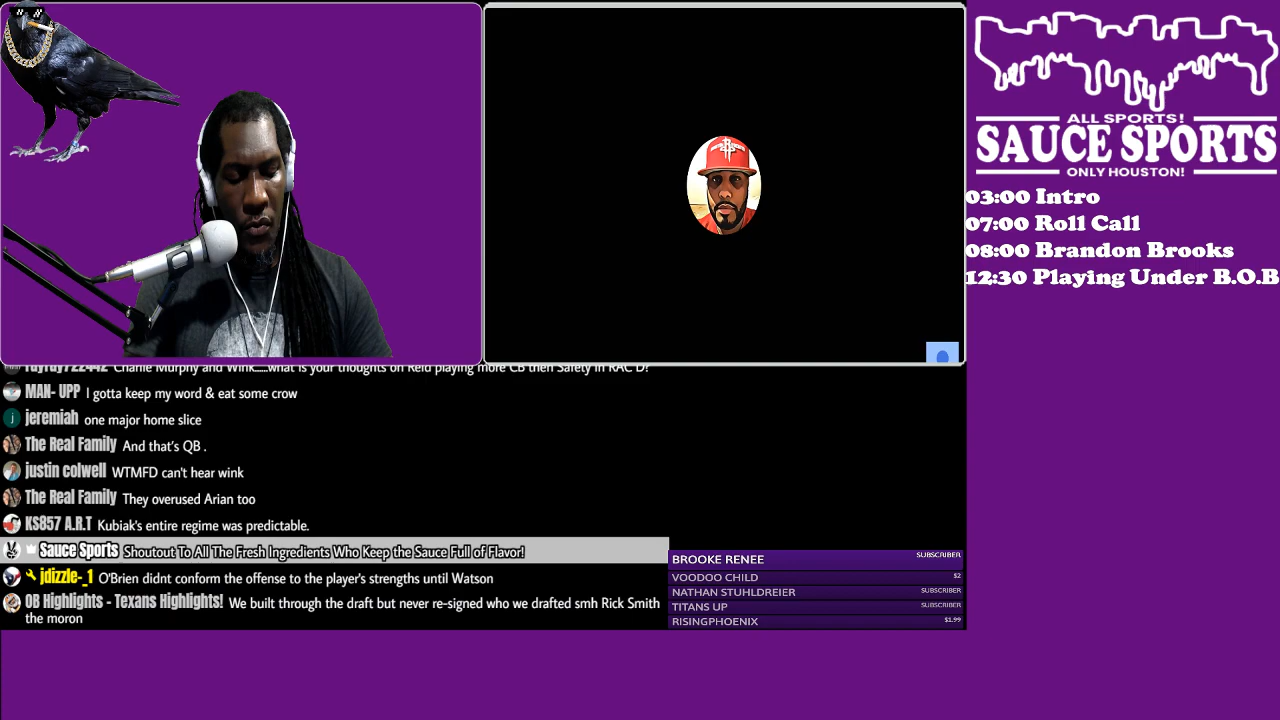 ALL SPORTS!
SAUCE SPORTS
ONLY HOUSTON!
03:00 Intro
07:00 Roll Call
08:00 Brandon Brooks
12:30 Playing Under B.O.B
rayray722442 Charlie Murphy and Wink.....what is your thoughts on Reid playing more CB then Safety in RAC D?
MAN- UPP I gotta keep my word & eat some crow
j jeremiah one major home slice
The Real Family And that's QB .
justin colwell WTMFD can't hear wink
The Real Family They overused Arian too
KS857 A.R.T Kubiak's entire regime was predictable.
Sauce Sports Shoutout To All The Fresh Ingredients Who Keep the Sauce Full of Flavor!
jdizzle-_1 O'Brien didnt conform the offense to the player's strengths until Watson
OB Highlights - Texans Highlights! We built through the draft but never re-signed who we drafted smh Rick Smith
the moron
BROOKE RENEE SUBSCRIBER
VOODOO CHILD $2
NATHAN STUHLDREIER SUBSCRIBER
TITANS UP SUBSCRIBER
RISINGPHOENIX $1.99